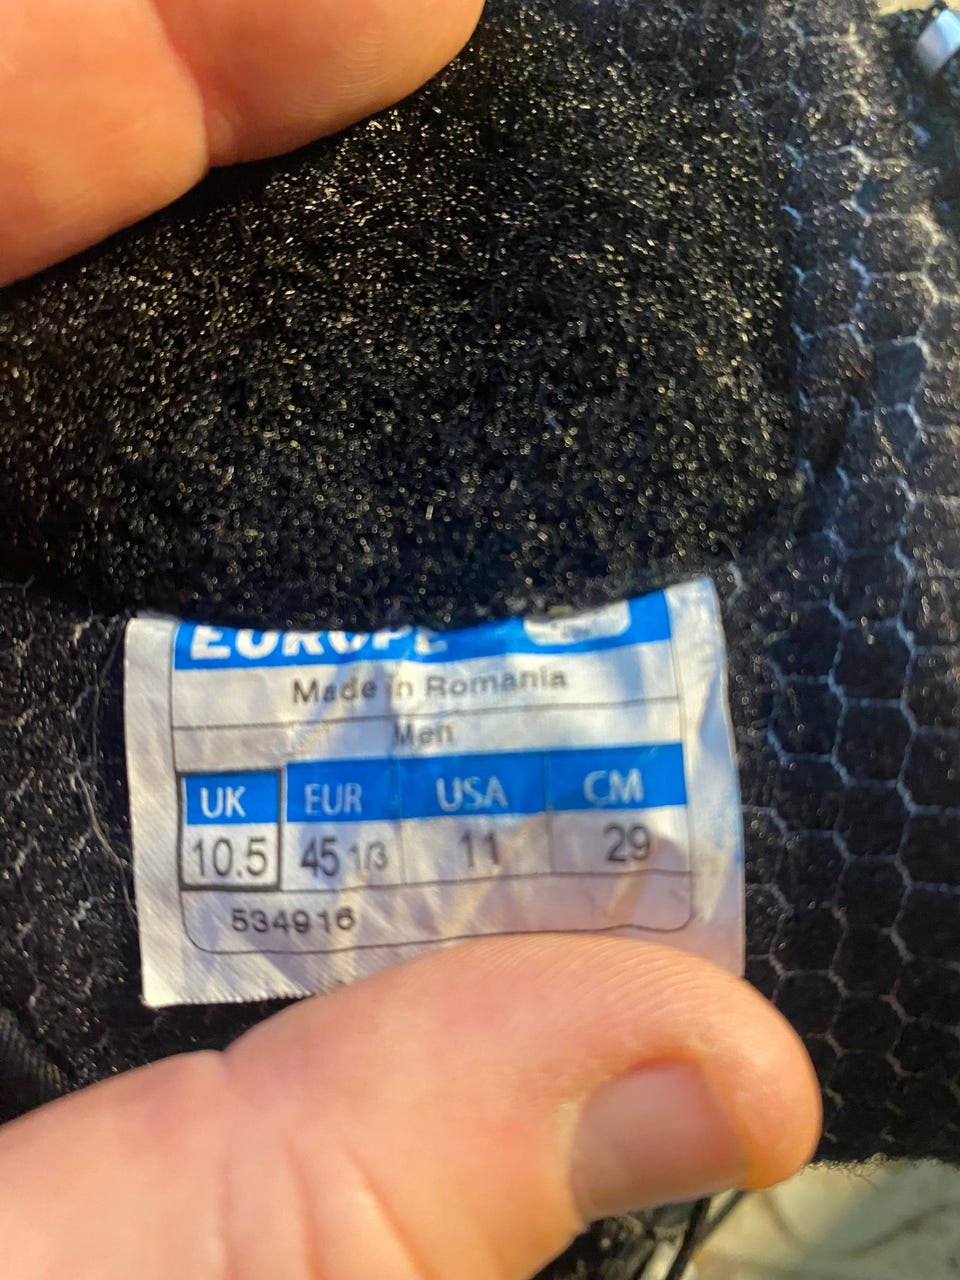 EUROPE
Made in Romania
Men
UK EUR USA CM
10.5 45 1/3 11 29
534916